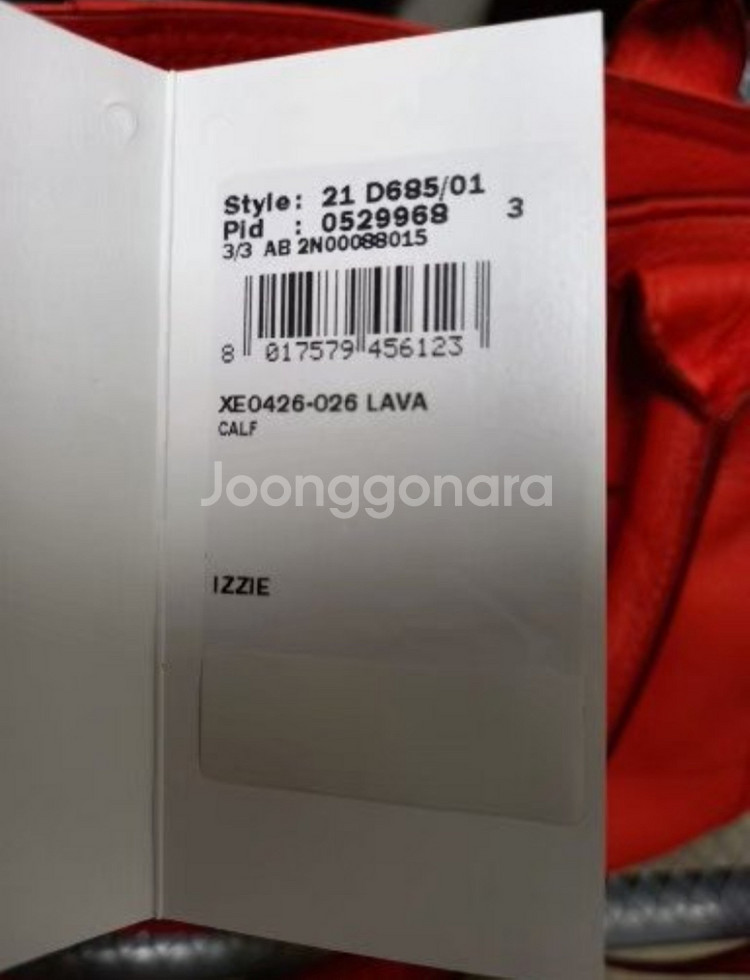 Style: 21 D685/01
Pid : 0529968 3
3/3 AB 2N00088015
8 017579 456123
XE0426-026 LAVA
CALF
Joonggonara
IZZIE